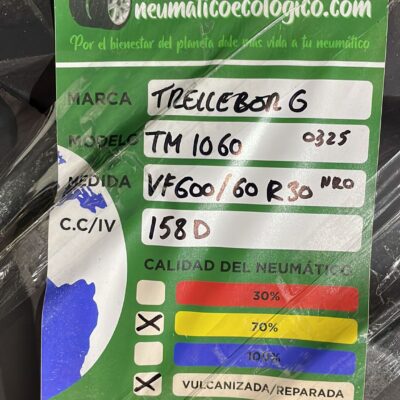 neumaticoecologico.com
Por el bienestar del planeta dale más vida a tu neumático
MARCA TRELLEBORG
MODELO TM 1060 0325
MEDIDA VF600/60 R30 NRO
C.C/IV 158D
CALIDAD DEL NEUMÁTICO
30%
X 70%
100%
X VULCANIZADA/REPARADA